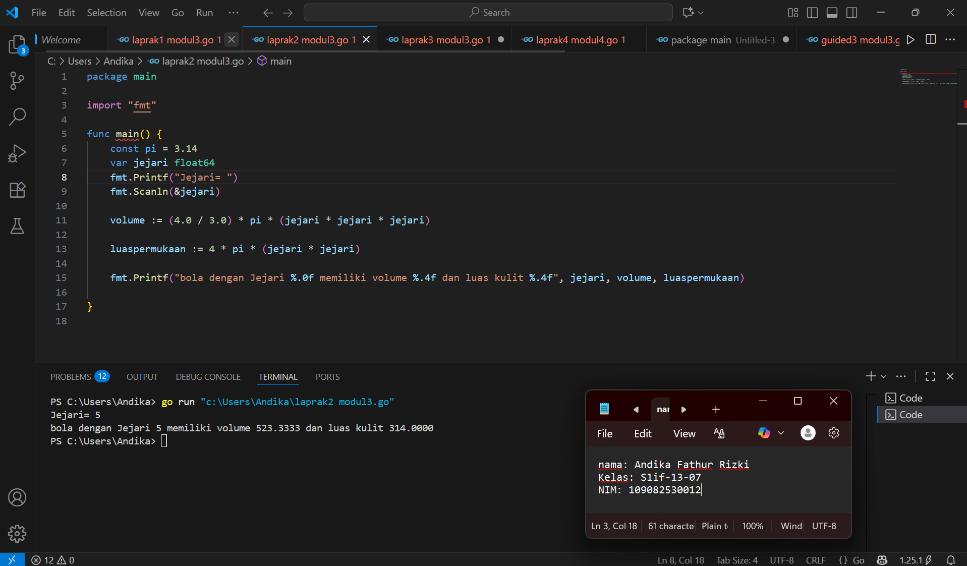 File Edit Selection View Go Run ··· Search
Welcome laprak1 modul3.go 1 laprak2 modul3.go 1 laprak3 modul3.go 1 laprak4 modul4.go 1 package main Untitled-3 guided3 modul3.g
C: > Users > Andika > laprak2 modul3.go > main
1 package main
2
3 import "fmt"
4
5 func main() {
6 const pi = 3.14
7 var jejari float64
8 fmt.Printf("Jejari= ")
9 fmt.Scanln(&jejari)
10
11 volume := (4.0 / 3.0) * pi * (jejari * jejari * jejari)
12
13 luaspermukaan := 4 * pi * (jejari * jejari)
14
15 fmt.Printf("bola dengan Jejari %.0f memiliki volume %.4f dan luas kulit %.4f", jejari, volume, luaspermukaan)
16
17 }
18
PROBLEMS 12 OUTPUT DEBUG CONSOLE TERMINAL PORTS
PS C:\Users\Andika> go run "c:\Users\Andika\laprak2 modul3.go"
Jejari= 5
bola dengan Jejari 5 memiliki volume 523.3333 dan luas kulit 314.0000
PS C:\Users\Andika>
Code
Code
nar
File Edit View
nama: Andika Fathur Rizki
Kelas: S1if-13-07
NIM: 109082530012
Ln 3, Col 18 61 characte Plain t 100% Wind UTF-8
3
12 0 Ln 8, Col 18 Tab Size: 4 UTF-8 CRLF {} Go 1.25.1